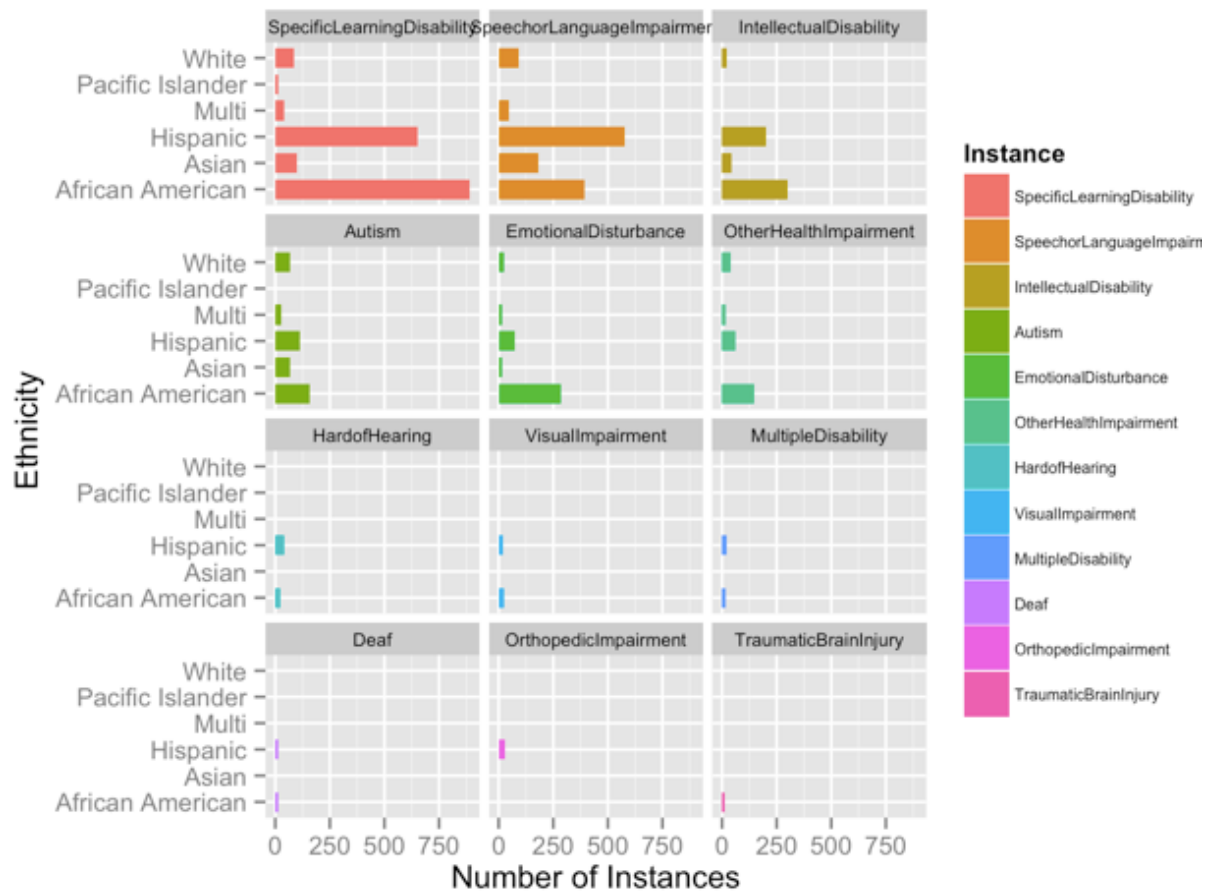 SpecificLearningDisability
SpeechorLanguageImpairmer
IntellectualDisability
White
Pacific Islander
Multi
Hispanic
Asian
African American
Autism
EmotionalDisturbance
OtherHealthImpairment
White
Pacific Islander
Multi
Hispanic
Asian
African American
HardofHearing
VisualImpairment
MultipleDisability
White
Pacific Islander
Multi
Hispanic
Asian
African American
Deaf
OrthopedicImpairment
TraumaticBrainInjury
White
Pacific Islander
Multi
Hispanic
Asian
African American
0 250 500 750 0 250 500 750 0 250 500 750
Number of Instances
Ethnicity
Instance
SpecificLearningDisability
SpeechorLanguageImpairn
IntellectualDisability
Autism
EmotionalDisturbance
OtherHealthImpairment
HardofHearing
VisualImpairment
MultipleDisability
Deaf
OrthopedicImpairment
TraumaticBrainInjury